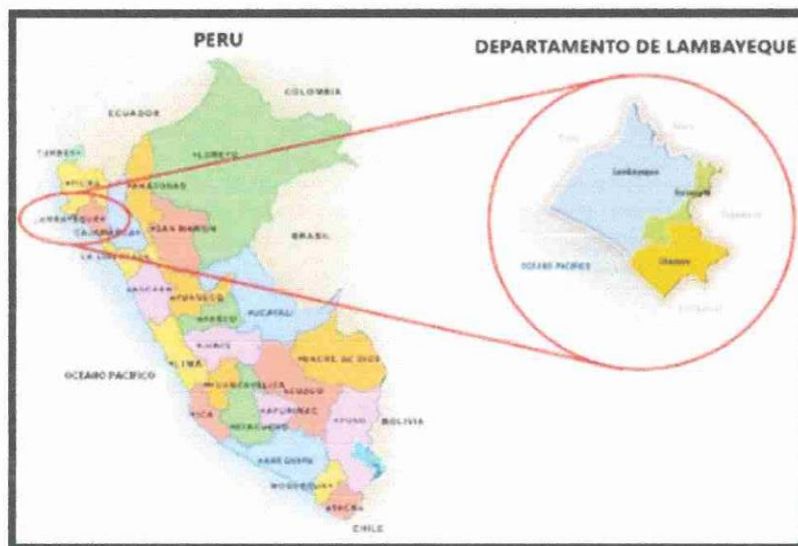 PERU
DEPARTAMENTO DE LAMBAYEQUE
COLOMBIA
ECUADOR
TUMBES
PIURA
LORETO
AMAZONAS
LAMBAYEQUE
CAJAMARCA
SAN MARTIN
BRASIL
LA LIBERTAD
ANCASH
HUANUCO
UCAYALI
PASCO
JUNIN
LIMA
MADRE DE DIOS
OCEANO PACIFICO
HUANCAVELICA
CUSCO
ICA
APURIMAC
AYACUCHO
PUNO
BOLIVIA
AREQUIPA
MOQUEGUA
TACNA
CHILE
Lambayeque
Ferreñafe
OCEANO PACIFICO
Chiclayo